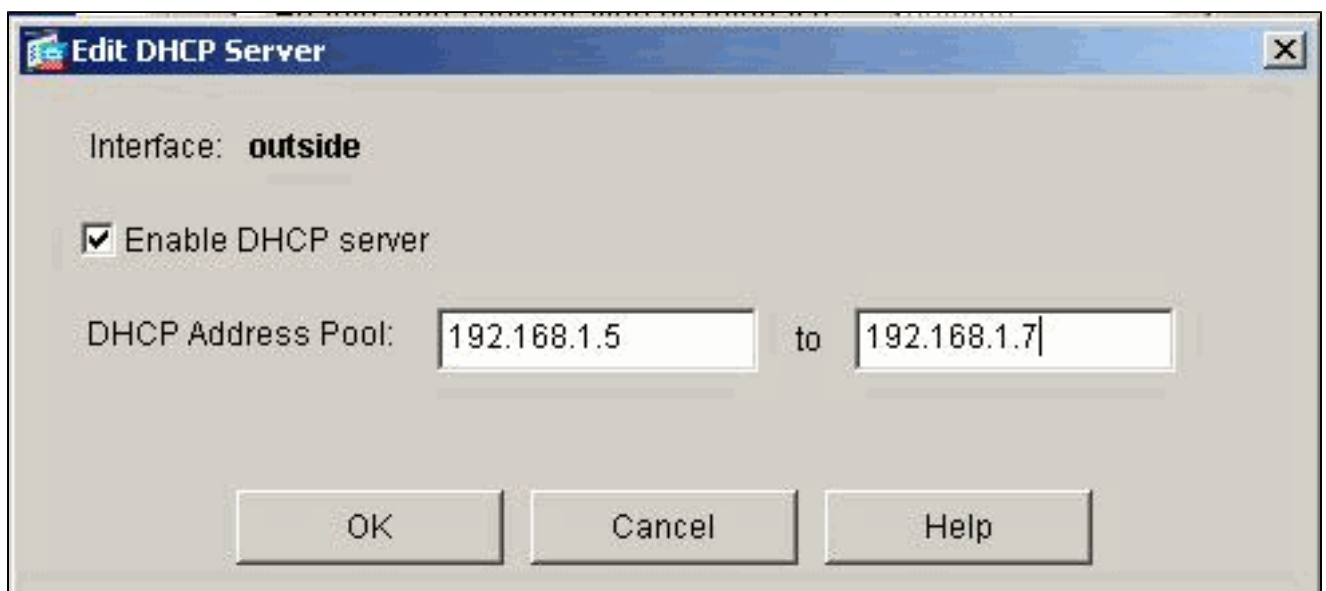 Edit DHCP Server
Interface: outside
Enable DHCP server
DHCP Address Pool: 192.168.1.5 to 192.168.1.7
OK Cancel Help